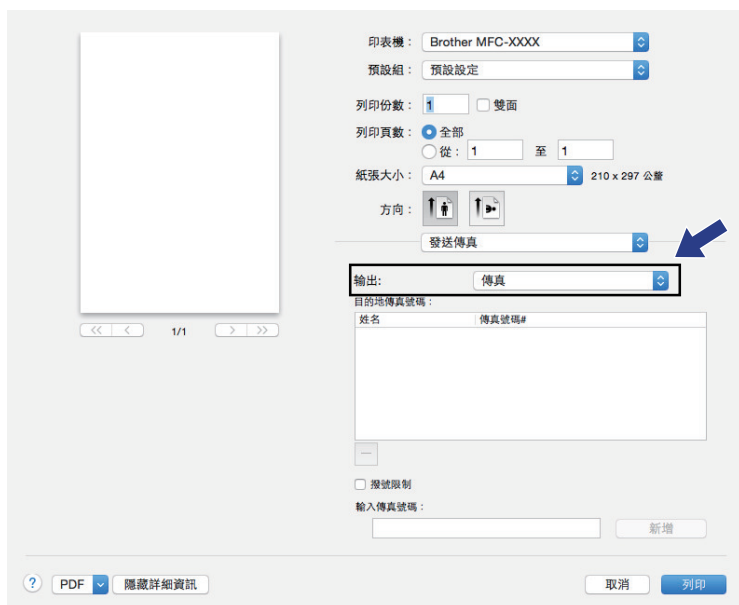 印表機： Brother MFC-XXXX
預設組： 預設設定
列印份數： 1 雙面
列印頁數： 全部
從： 1 至 1
紙張大小： A4 210 x 297 公釐
方向：
發送傳真
输出: 傳真
目的地傳真號碼：
姓名 傳真號碼#
<< < 1/1 > >>
撥號限制
輸入傳真號碼：
新增
? PDF 隱藏詳細資訊 取消 列印